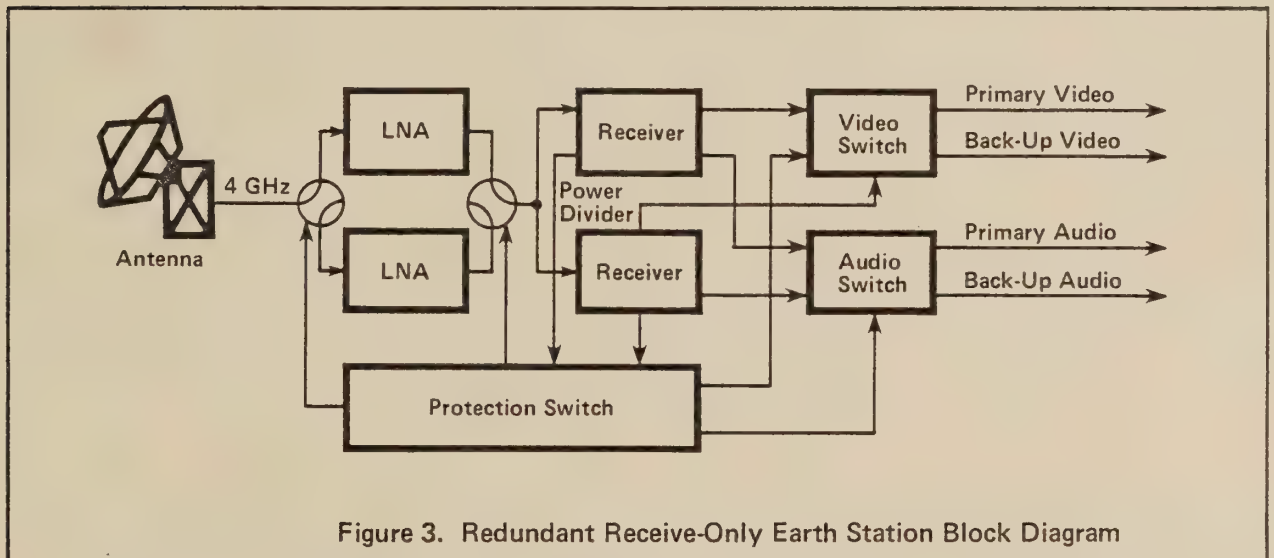 4 GHz
Antenna
LNA
LNA
Receiver
Power
Divider
Receiver
Video
Switch
Audio
Switch
Primary Video
Back-Up Video
Primary Audio
Back-Up Audio
Protection Switch
Figure 3. Redundant Receive-Only Earth Station Block Diagram